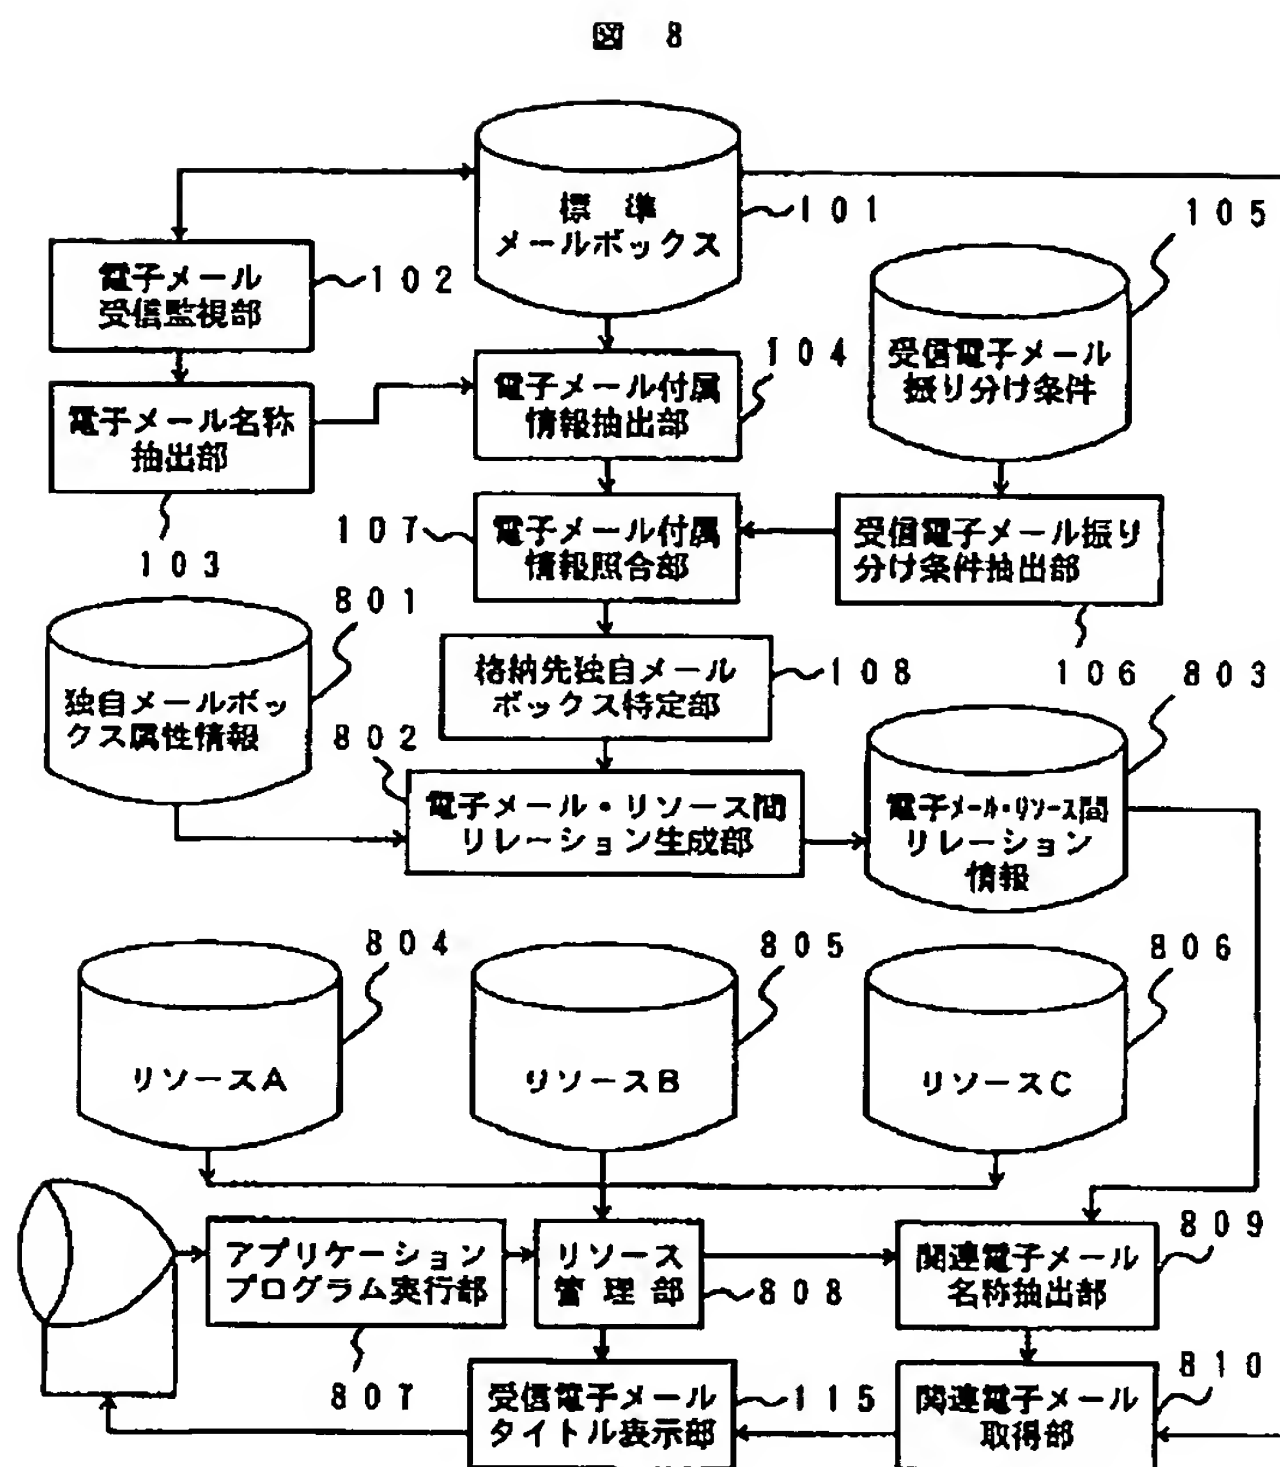 図 8
標 準
メールボックス
101
105
電子メール
受信監視部
102
104
電子メール付属
情報抽出部
受信電子メール
振り分け条件
電子メール名称
抽出部
103
107
電子メール付属
情報照合部
受信電子メール振り
分け条件抽出部
106
801
独自メールボッ
クス属性情報
格納先独自メール
ボックス特定部
108
803
802
電子メール・リソース間
リレーション生成部
電子メール・リソース間
リレーション
情報
804
805
806
リソースA
リソースB
リソースC
アプリケーション
プログラム実行部
807
リソース
管 理 部
808
関連電子メール
名称抽出部
809
受信電子メール
タイトル表示部
115
関連電子メール
取得部
810